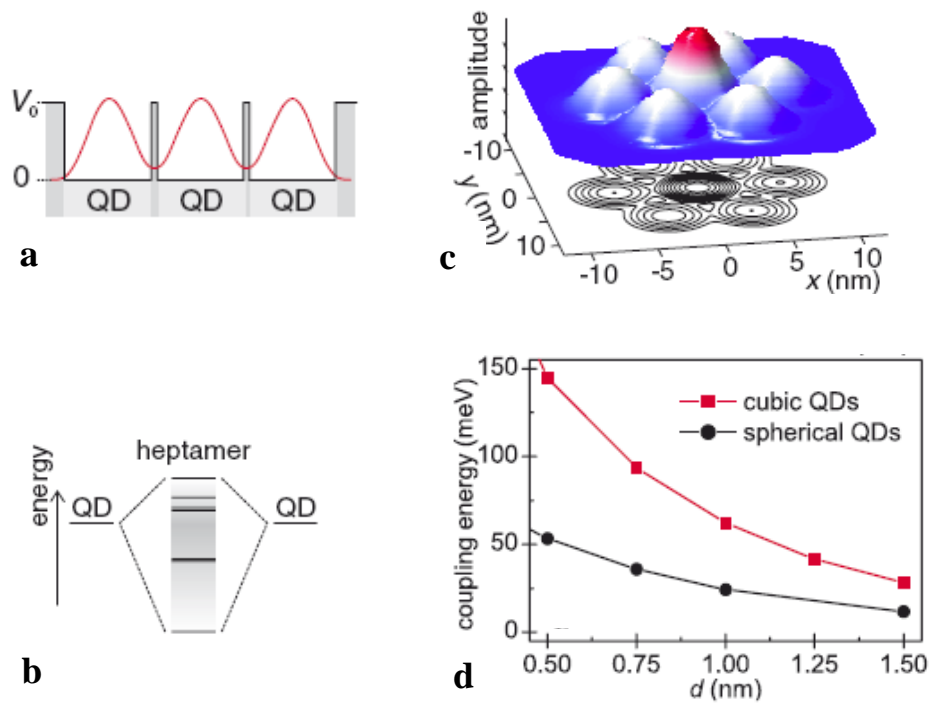 V₀
0
QD QD QD
a
amplitude
-10
0
10
y (nm)
-10 -5 0 5 10
x (nm)
c
heptamer
energy
QD QD
b
150
100
50
0
coupling energy (meV)
cubic QDs
spherical QDs
0.50 0.75 1.00 1.25 1.50
d (nm)
d